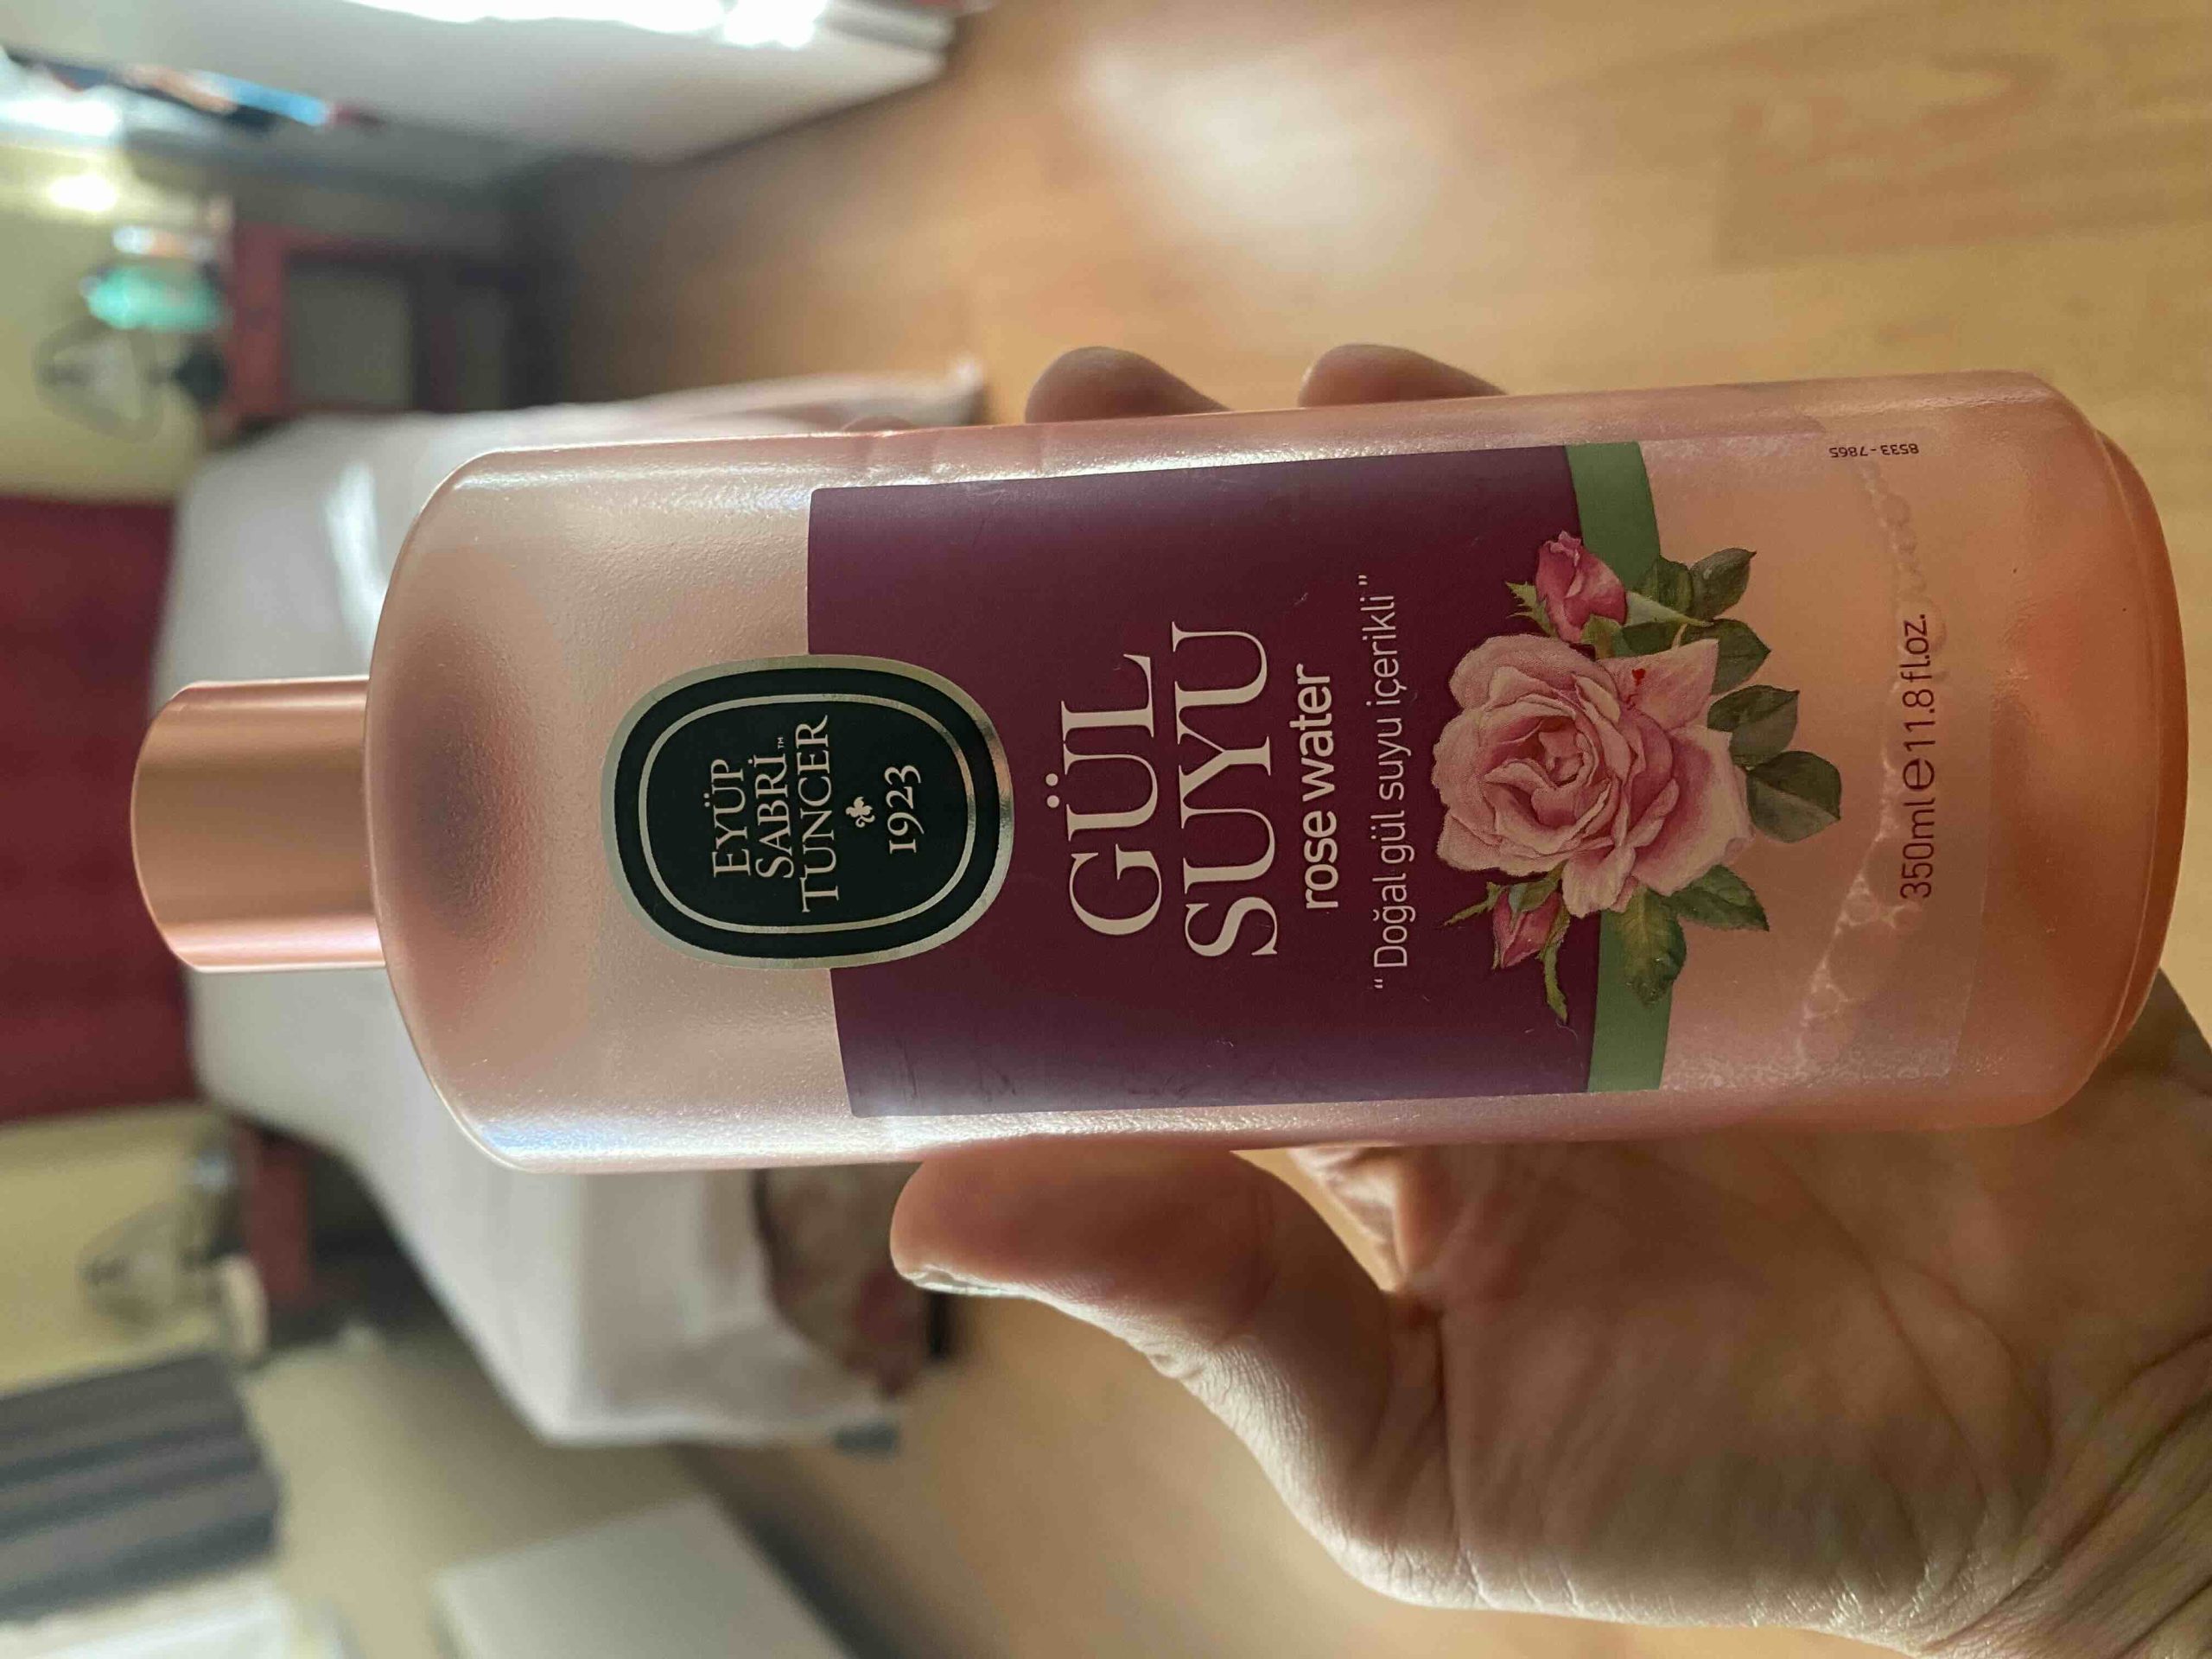 EYÜP
SABRİ™
TUNCER
1923
GÜL
SUYU
rose water
“ Doğal gül suyu içerikli ”
350ml e 11.8 fl.oz.
8533 - 7865